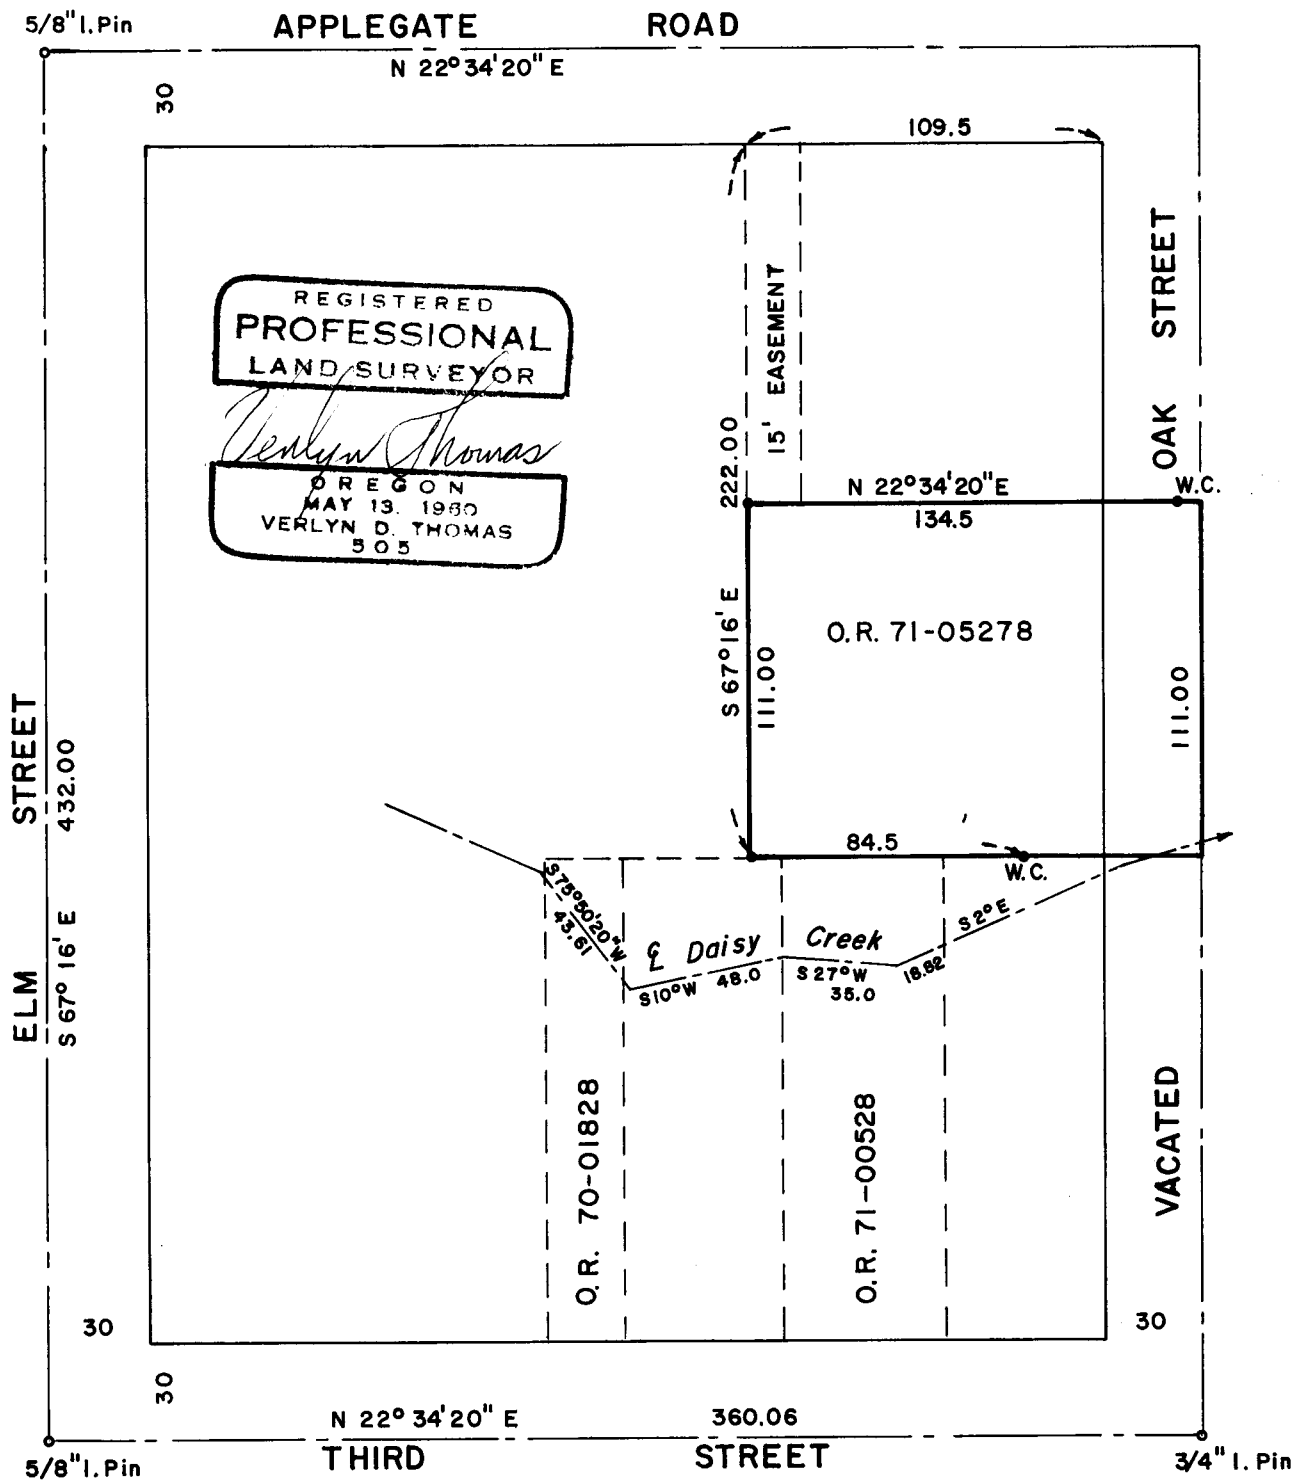 5/8" I. Pin
APPLEGATE ROAD
N 22°34'20" E
30
109.5
15' EASEMENT
OAK STREET
REGISTERED
PROFESSIONAL
LAND SURVEYOR
Verlyn Thomas
OREGON
MAY 13, 1960
VERLYN D. THOMAS
505
222.00
N 22°34'20" E
W.C.
134.5
S 67°16' E
111.00
O.R. 71-05278
111.00
ELM STREET
S 67° 16' E 432.00
84.5
W.C.
S 75°50'20" W
43.61
℄ Daisy Creek
S 10° W 48.0
S 27° W
35.0
18.82
S 2° E
O.R. 70-01828
O.R. 71-00528
VACATED
30
30
30
N 22° 34' 20" E 360.06
THIRD STREET
5/8" I. Pin
3/4" I. Pin